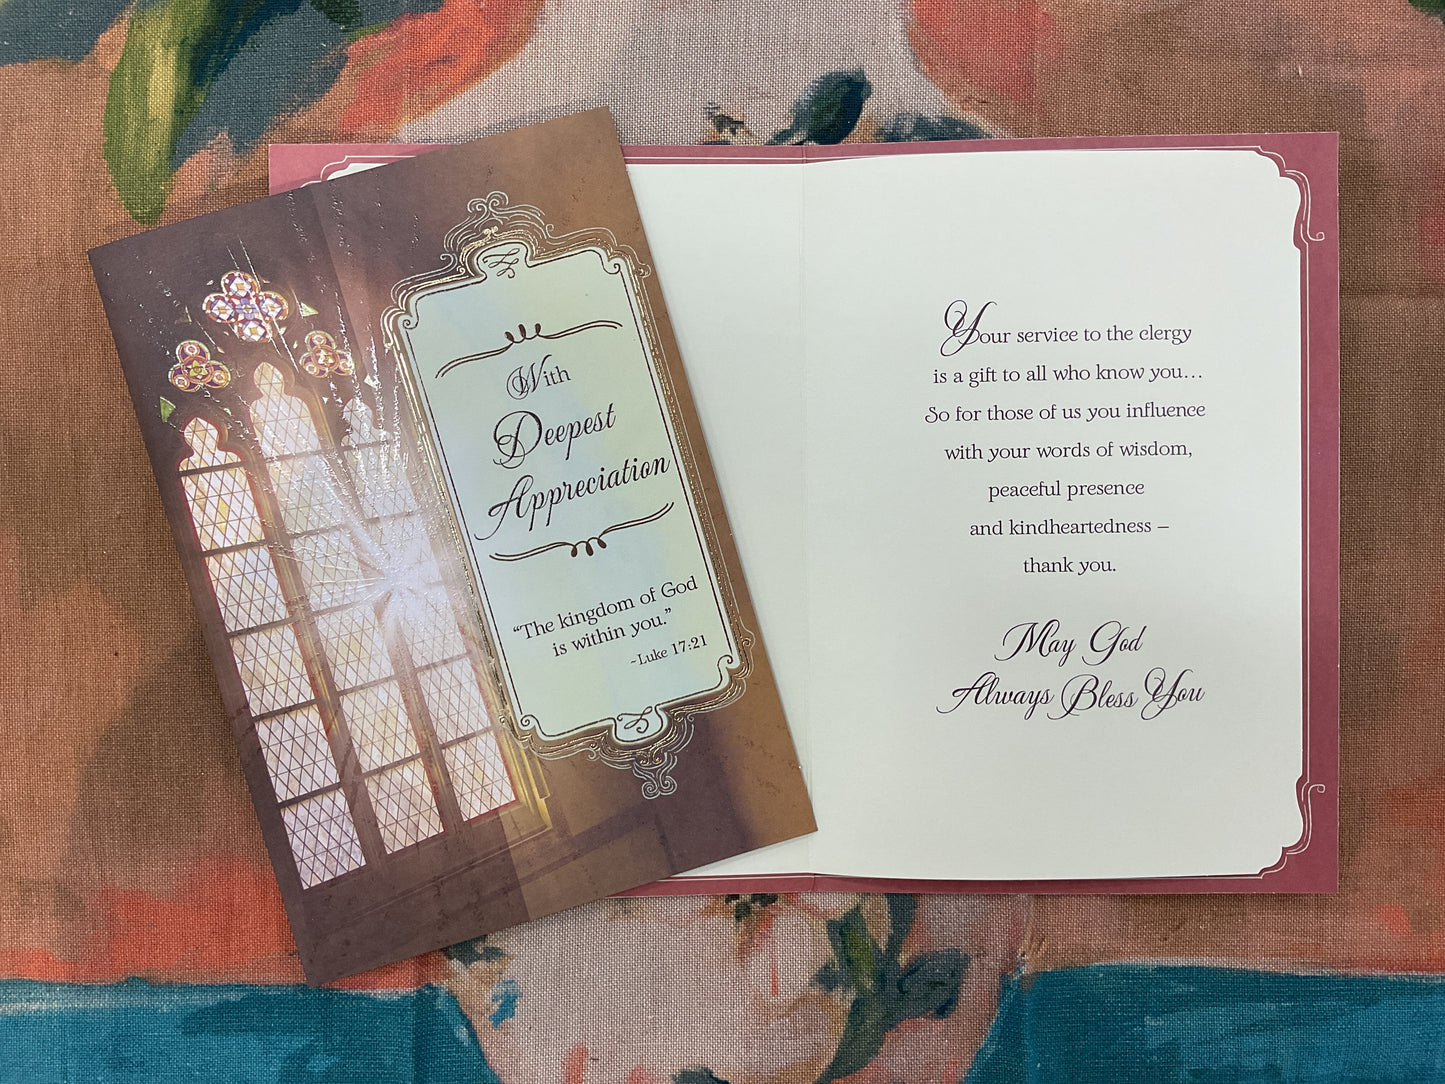 With
Deepest
Appreciation
“The kingdom of God
is within you.”
~Luke 17:21
Your service to the clergy
is a gift to all who know you...
So for those of us you influence
with your words of wisdom,
peaceful presence
and kindheartedness –
thank you.
May God
Always Bless You